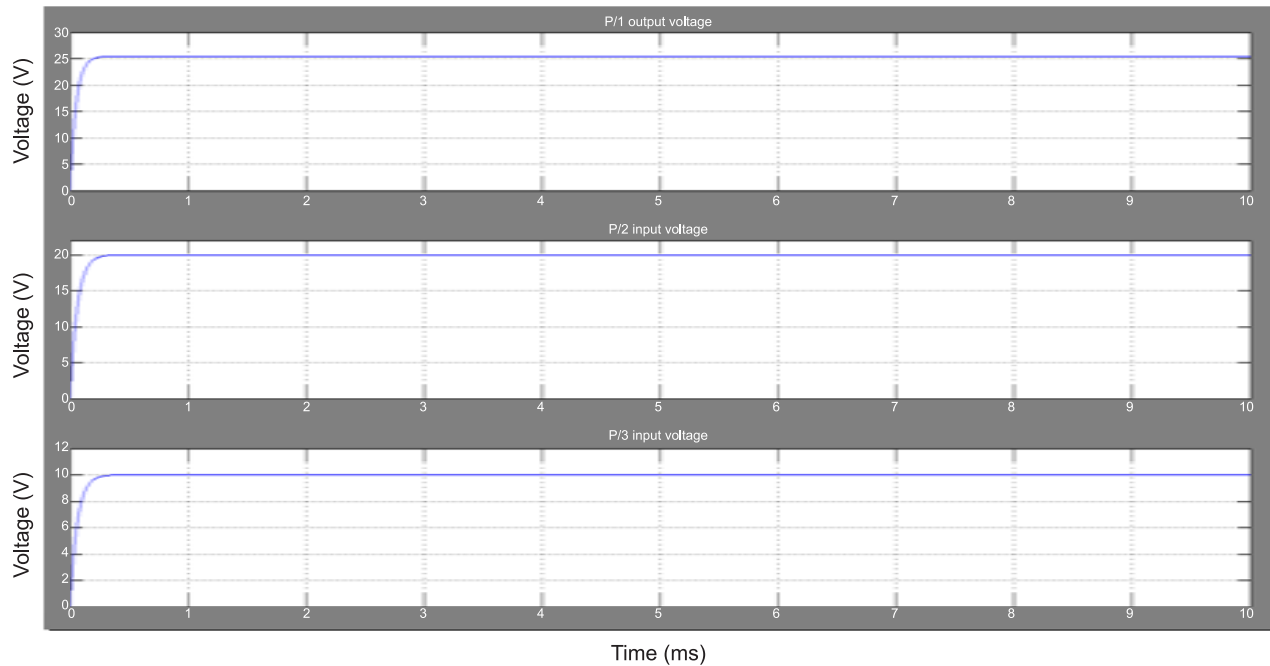 P/1 output voltage
Voltage (V)
30
25
20
15
10
5
0
0 1 2 3 4 5 6 7 8 9 10
P/2 input voltage
Voltage (V)
20
15
10
5
0
0 1 2 3 4 5 6 7 8 9 10
P/3 input voltage
Voltage (V)
12
10
8
6
4
2
0
0 1 2 3 4 5 6 7 8 9 10
Time (ms)